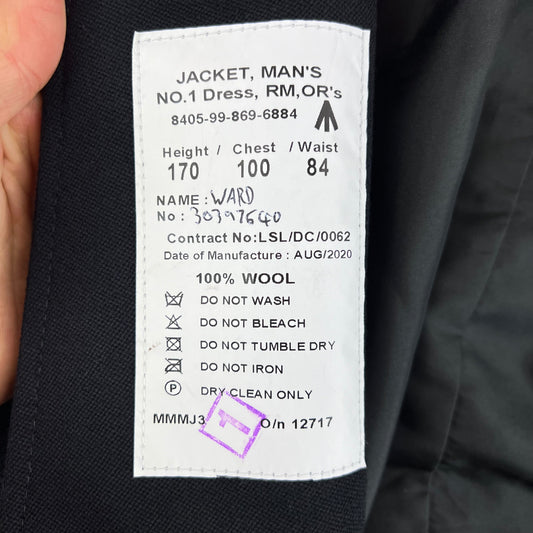 JACKET, MAN'S
NO.1 Dress, RM,OR's
8405-99-869-6884
Height / Chest / Waist
170 100 84
NAME : WARD
No : 30397640
Contract No:LSL/DC/0062
Date of Manufacture : AUG/2020
100% WOOL
DO NOT WASH
DO NOT BLEACH
DO NOT TUMBLE DRY
DO NOT IRON
P DRY CLEAN ONLY
MMMJ3 O/n 12717